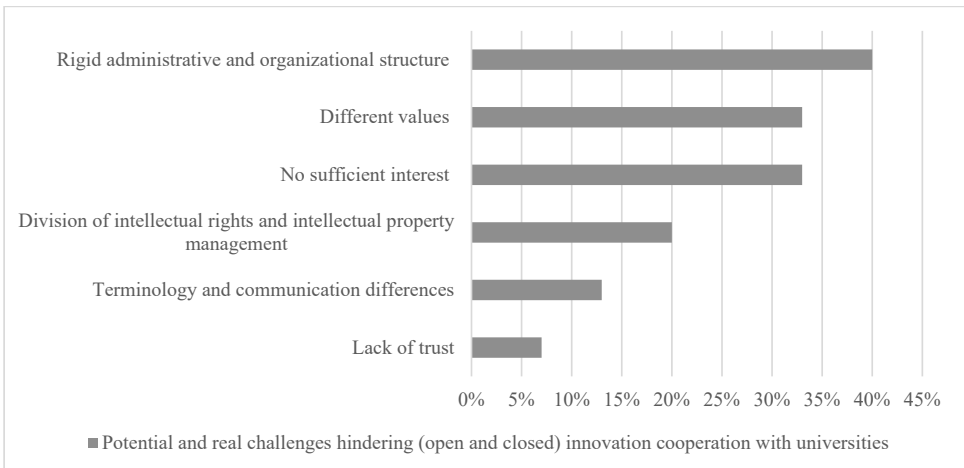 Rigid administrative and organizational structure
Different values
No sufficient interest
Division of intellectual rights and intellectual property
management
Terminology and communication differences
Lack of trust
0% 5% 10% 15% 20% 25% 30% 35% 40% 45%
Potential and real challenges hindering (open and closed) innovation cooperation with universities